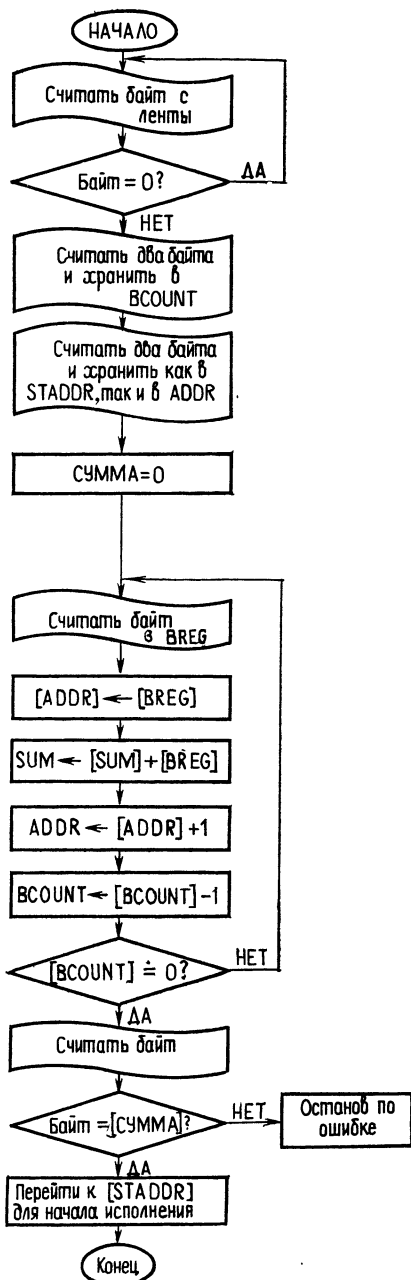 НАЧАЛО
Считать байт с
ленты
Байт = 0?
ДА
НЕТ
Считать два байта
и хранить в
BCOUNT
Считать два байта
и хранить как в
STADDR, так и в ADDR
СУММА=0
Считать байт
в BREG
[ADDR] ← [BREG]
SUM ← [SUM]+[BREG]
ADDR ← [ADDR]+1
BCOUNT ← [BCOUNT]-1
[BCOUNT] = 0?
НЕТ
ДА
Считать байт
Байт =[СУММА]?
НЕТ
Останов по
ошибке
ДА
Перейти к [STADDR]
для начала исполнения
Конец